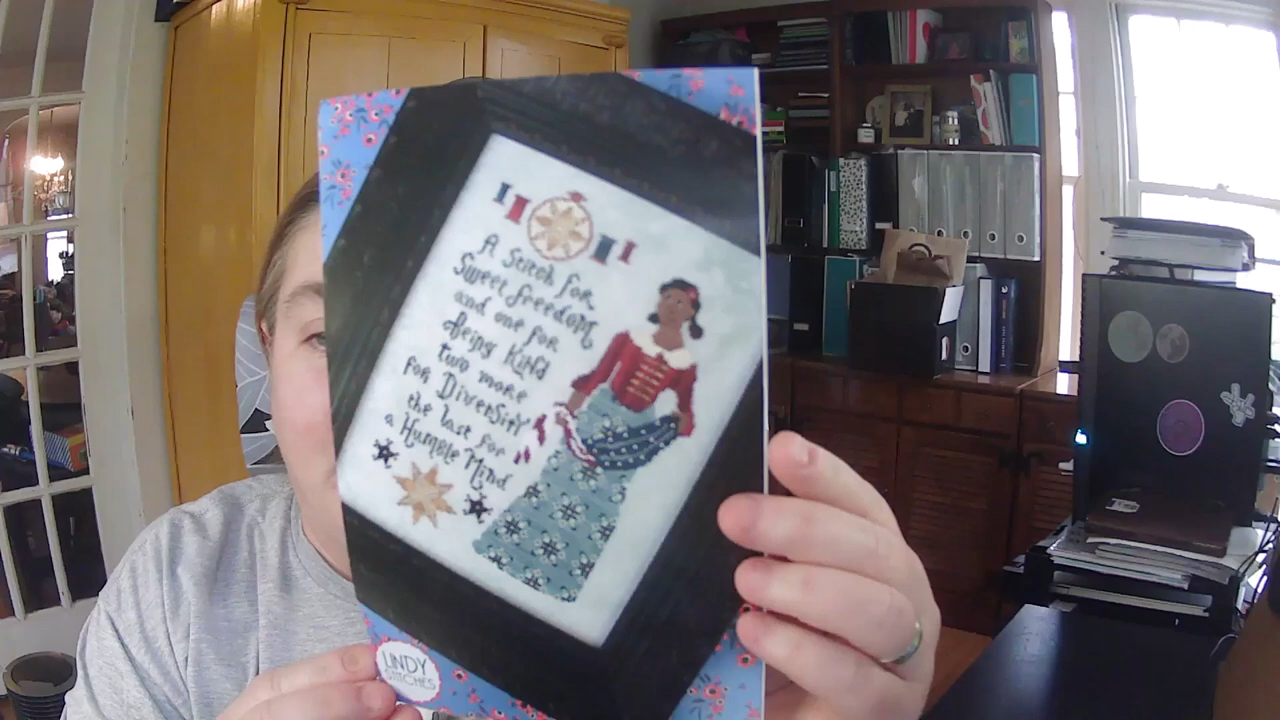 A Stitch for
Sweet freedom
and one for
Being Kind
two more
for Diversity
the last for
a Humble Mind
LINDY
STITCHES